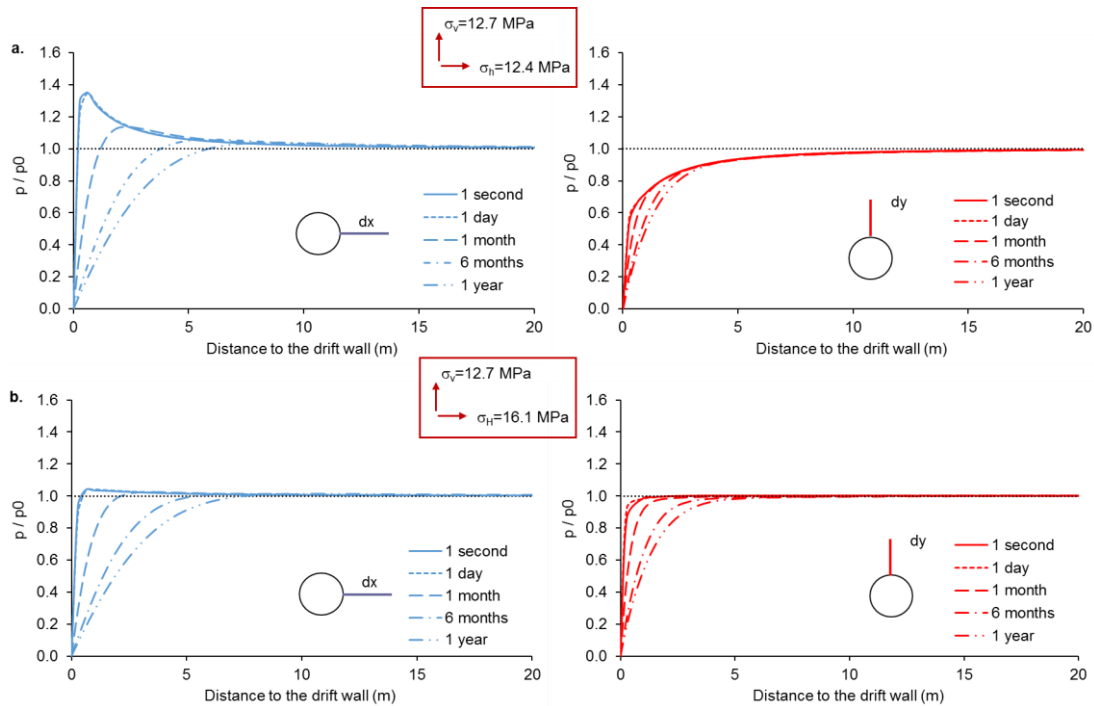 a.
σv=12.7 MPa
σh=12.4 MPa
p / p0
1.6
1.4
1.2
1.0
0.8
0.6
0.4
0.2
0.0
0 5 10 15 20
Distance to the drift wall (m)
dx
1 second
1 day
1 month
6 months
1 year
p / p0
1.6
1.4
1.2
1.0
0.8
0.6
0.4
0.2
0.0
0 5 10 15 20
Distance to the drift wall (m)
dy
1 second
1 day
1 month
6 months
1 year
b.
σv=12.7 MPa
σH=16.1 MPa
p / p0
1.6
1.4
1.2
1.0
0.8
0.6
0.4
0.2
0.0
0 5 10 15 20
Distance to the drift wall (m)
dx
1 second
1 day
1 month
6 months
1 year
p / p0
1.6
1.4
1.2
1.0
0.8
0.6
0.4
0.2
0.0
0 5 10 15 20
Distance to the drift wall (m)
dy
1 second
1 day
1 month
6 months
1 year